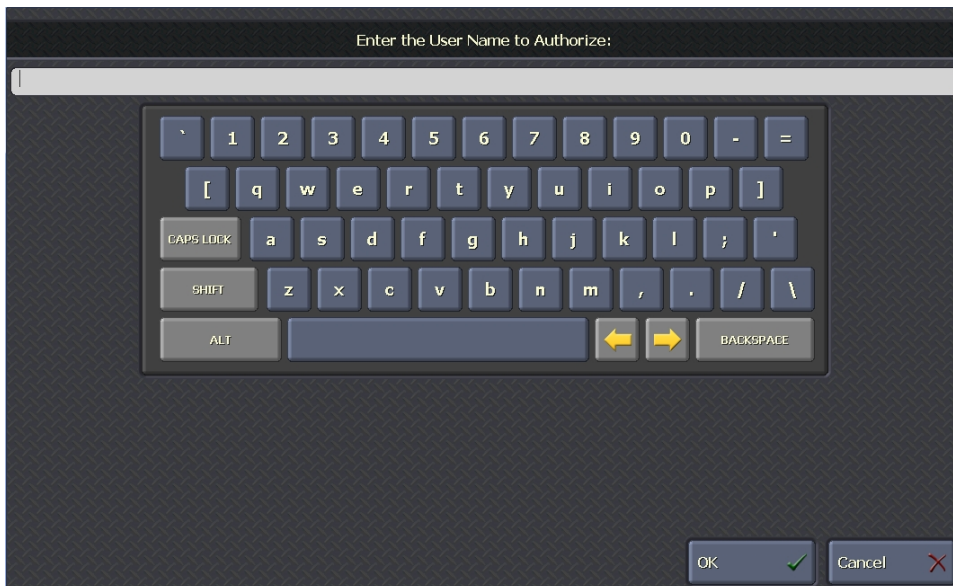 Enter the User Name to Authorize:
` 1 2 3 4 5 6 7 8 9 0 - =
[ q w e r t y u i o p ]
CAPS LOCK a s d f g h j k l ; '
SHIFT z x c v b n m , . / \
ALT BACKSPACE
OK Cancel